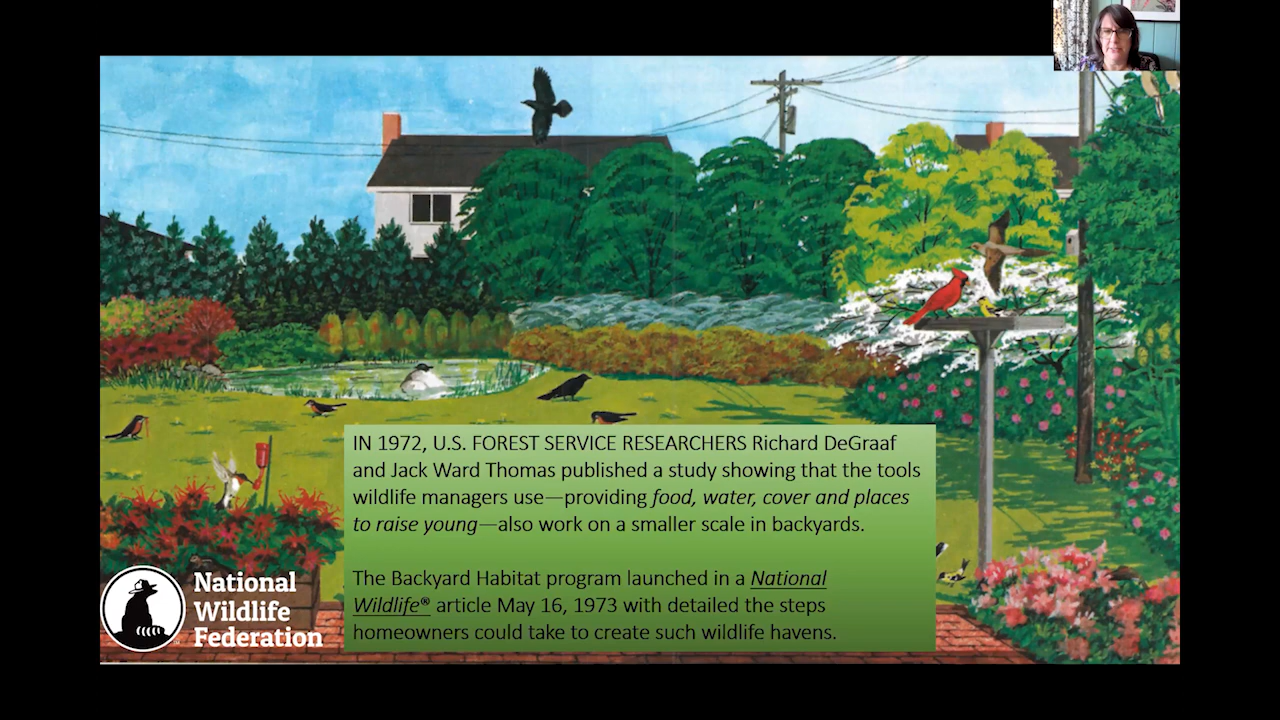 IN 1972, U.S. FOREST SERVICE RESEARCHERS Richard DeGraaf
and Jack Ward Thomas published a study showing that the tools
wildlife managers use—providing food, water, cover and places
to raise young—also work on a smaller scale in backyards.
The Backyard Habitat program launched in a National
Wildlife® article May 16, 1973 with detailed the steps
homeowners could take to create such wildlife havens.
National
Wildlife
Federation